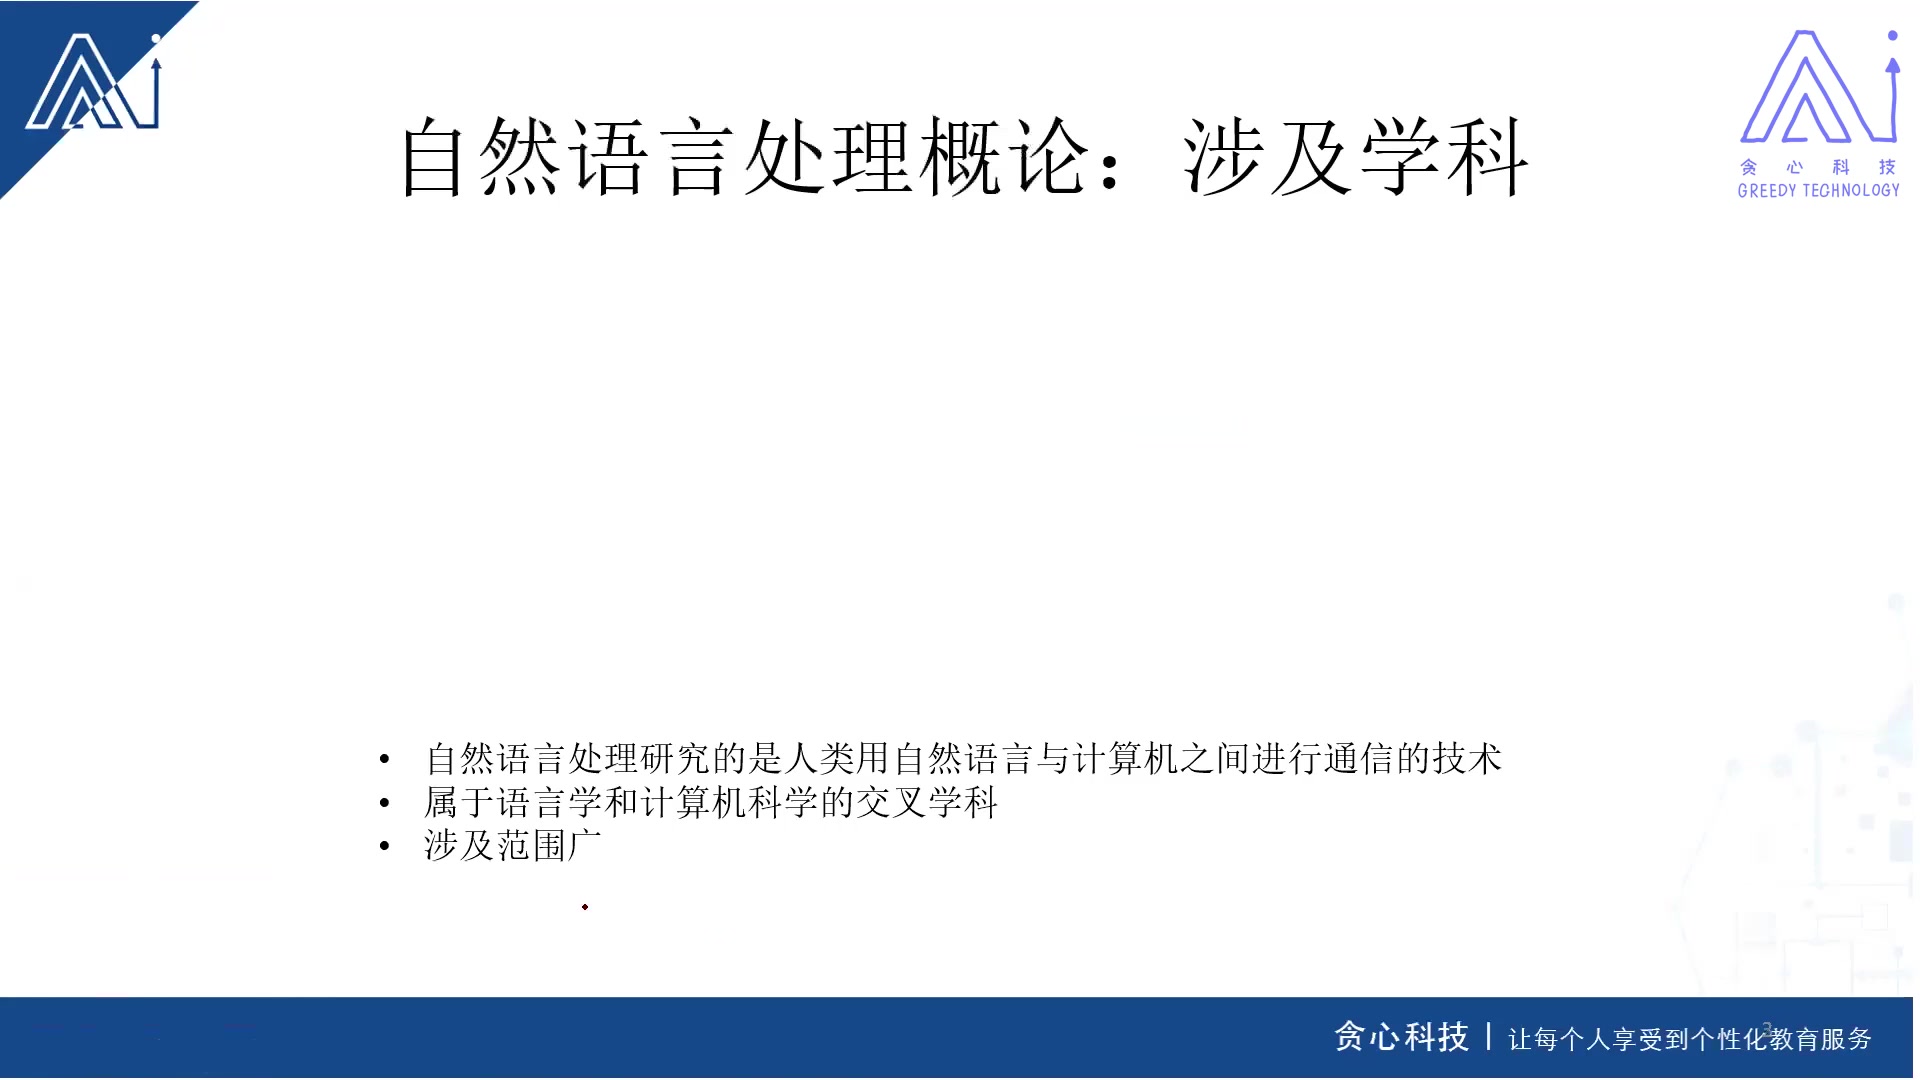 自然语言处理概论：涉及学科
贪心科技
GREEDY TECHNOLOGY
• 自然语言处理研究的是人类用自然语言与计算机之间进行通信的技术
• 属于语言学和计算机科学的交叉学科
• 涉及范围广
贪心科技 | 让每个人享受到个性化教育服务
3